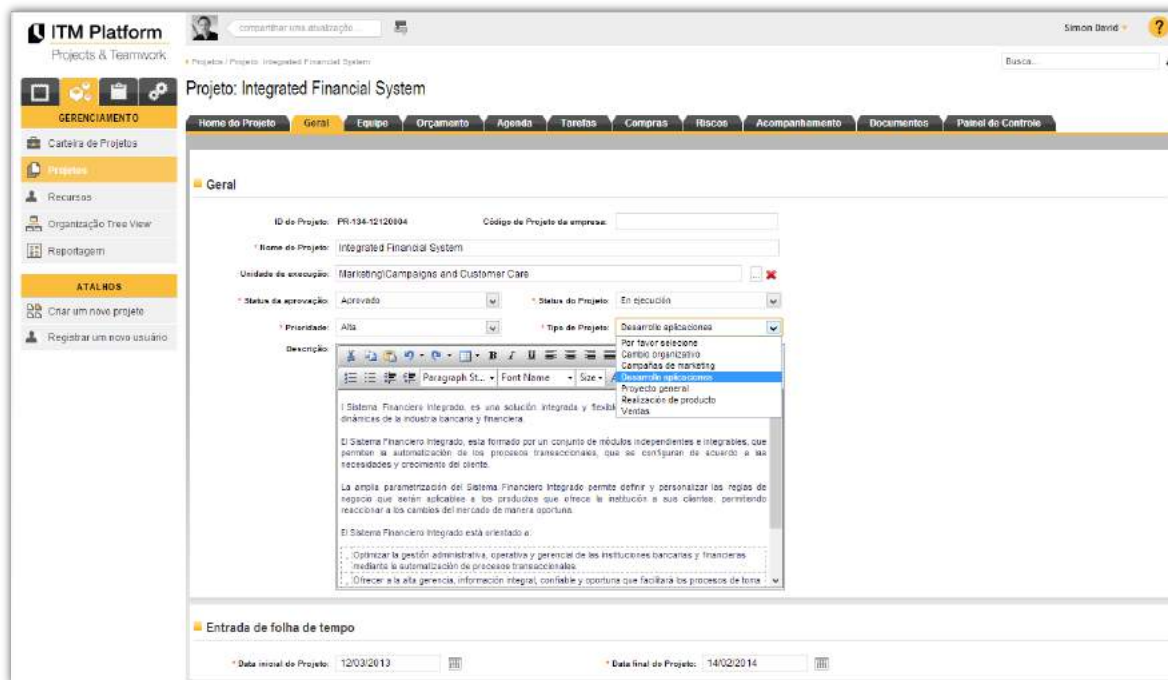 ITM Platform
Projects & Teamwork
compartilhar uma atualização...
Simon David
?
Projetos / Projeto: Integrated Financial System
Busca...
Projeto: Integrated Financial System
GERENCIAMENTO
Carteira de Projetos
Projetos
Recursos
Organização Tree View
Reportagem
ATALHOS
Criar um novo projeto
Registrar um novo usuário
Home do Projeto Geral Equipo Orçamento Agenda Tarefas Compras Riscos Acompanhamento Documentos Painel de Controle
Geral
ID do Projeto: PR-134-12120004 Código de Projeto da empresa:
* Nome do Projeto: Integrated Financial System
Unidade de execução: Marketing\Campaigns and Customer Care ...
* Status da aprovação: Aprovado * Status do Projeto: En ejecución
* Prioridade: Alta * Tipo de Projeto: Desarrollo aplicaciones
Por favor selecione
Cambio organizativo
Campañas de marketing
Desarrollo aplicaciones
Proyecto general
Realización de producto
Ventas
Descrição:
B I U
Paragraph St... Font Name Size
l Sistema Financiero Integrado, es una solución integrada y flexib
dinámicas de la industria bancaria y financiera.
El Sistema Financiero Integrado, esta formado por un conjunto de módulos independientes e integrables, que
permiten la automatización de los procesos transaccionales, que se configuran de acuerdo a las
necesidades y crecimiento del cliente.
La amplia parametrización del Sistema Financiero Integrado permite definir y personalizar las reglas de
negocio que serán aplicables a los productos que ofrece la institución a sus clientes, permitiendo
reaccionar a los cambios del mercado de manera oportuna.
El Sistema Financiero Integrado está orientado a:
Optimizar la gestión administrativa, operativa y gerencial de las instituciones bancarias y financieras
mediante la automatización de procesos transaccionales.
Ofrecer a la alta gerencia, información integral, confiable y oportuna que facilitará los procesos de toma
Entrada de folha de tempo
* Data inicial do Projeto: 12/03/2013 * Data final do Projeto: 14/02/2014